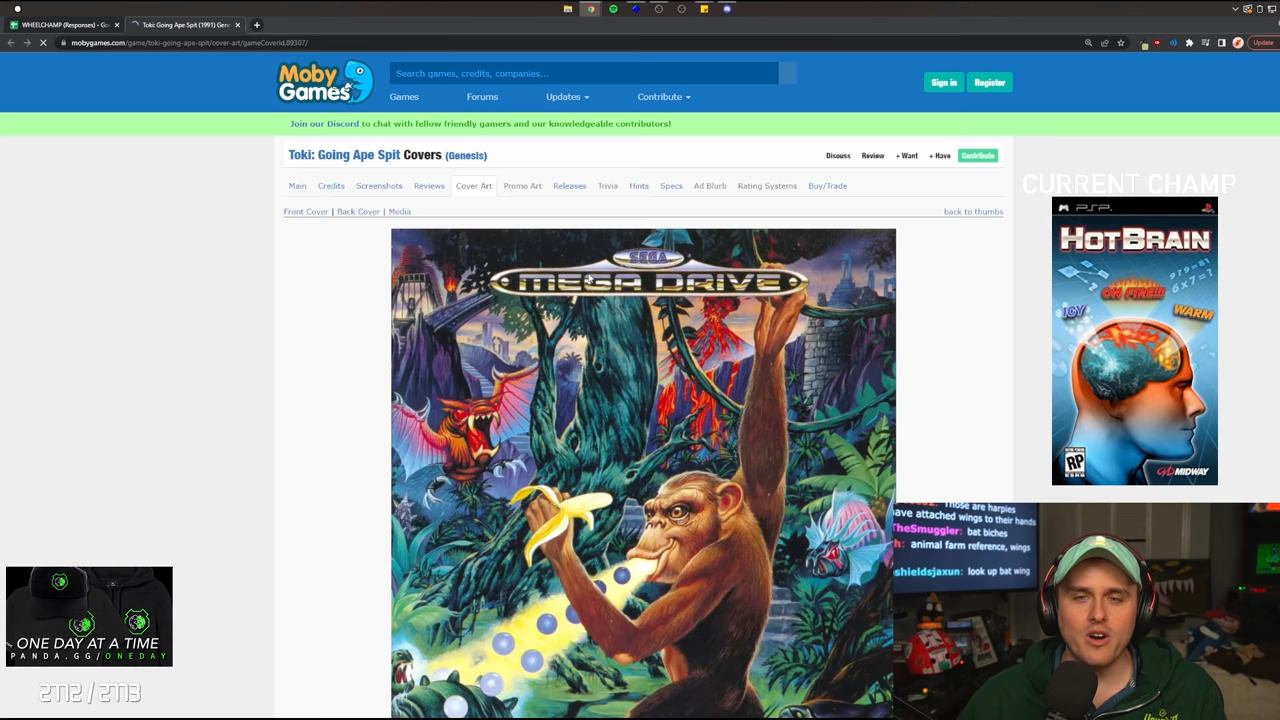 WHEELCHAMP (Responses) - Go
Toki: Going Ape Spit (1991) Gen
mobygames.com/game/toki-going-ape-spit/cover-art/gameCoverId,89307/
Update
Moby
Games
Search games, credits, companies...
Sign in
Register
Games
Forums
Updates
Contribute
Join our Discord to chat with fellow friendly gamers and our knowledgeable contributors!
Toki: Going Ape Spit Covers (Genesis)
Discuss
Review
+ Want
+ Have
Contribute
Main
Credits
Screenshots
Reviews
Cover Art
Promo Art
Releases
Trivia
Hints
Specs
Ad Blurb
Rating Systems
Buy/Trade
Front Cover | Back Cover | Media
back to thumbs
SEGA
MEGA DRIVE
CURRENT CHAMP
PSP
HOTBRAIN
979=81
6x7=?
ON FIRE!!!
ICY
WARM
RP
ESRB
MIDWAY
Those are harpies
have attached wings to their hands
TheSmuggler: bat biches
h: animal farm reference, wings
shieldsjaxun: look up bat wing
ONE DAY AT A TIME
PANDA.GG/ONEDAY
2112 / 2113